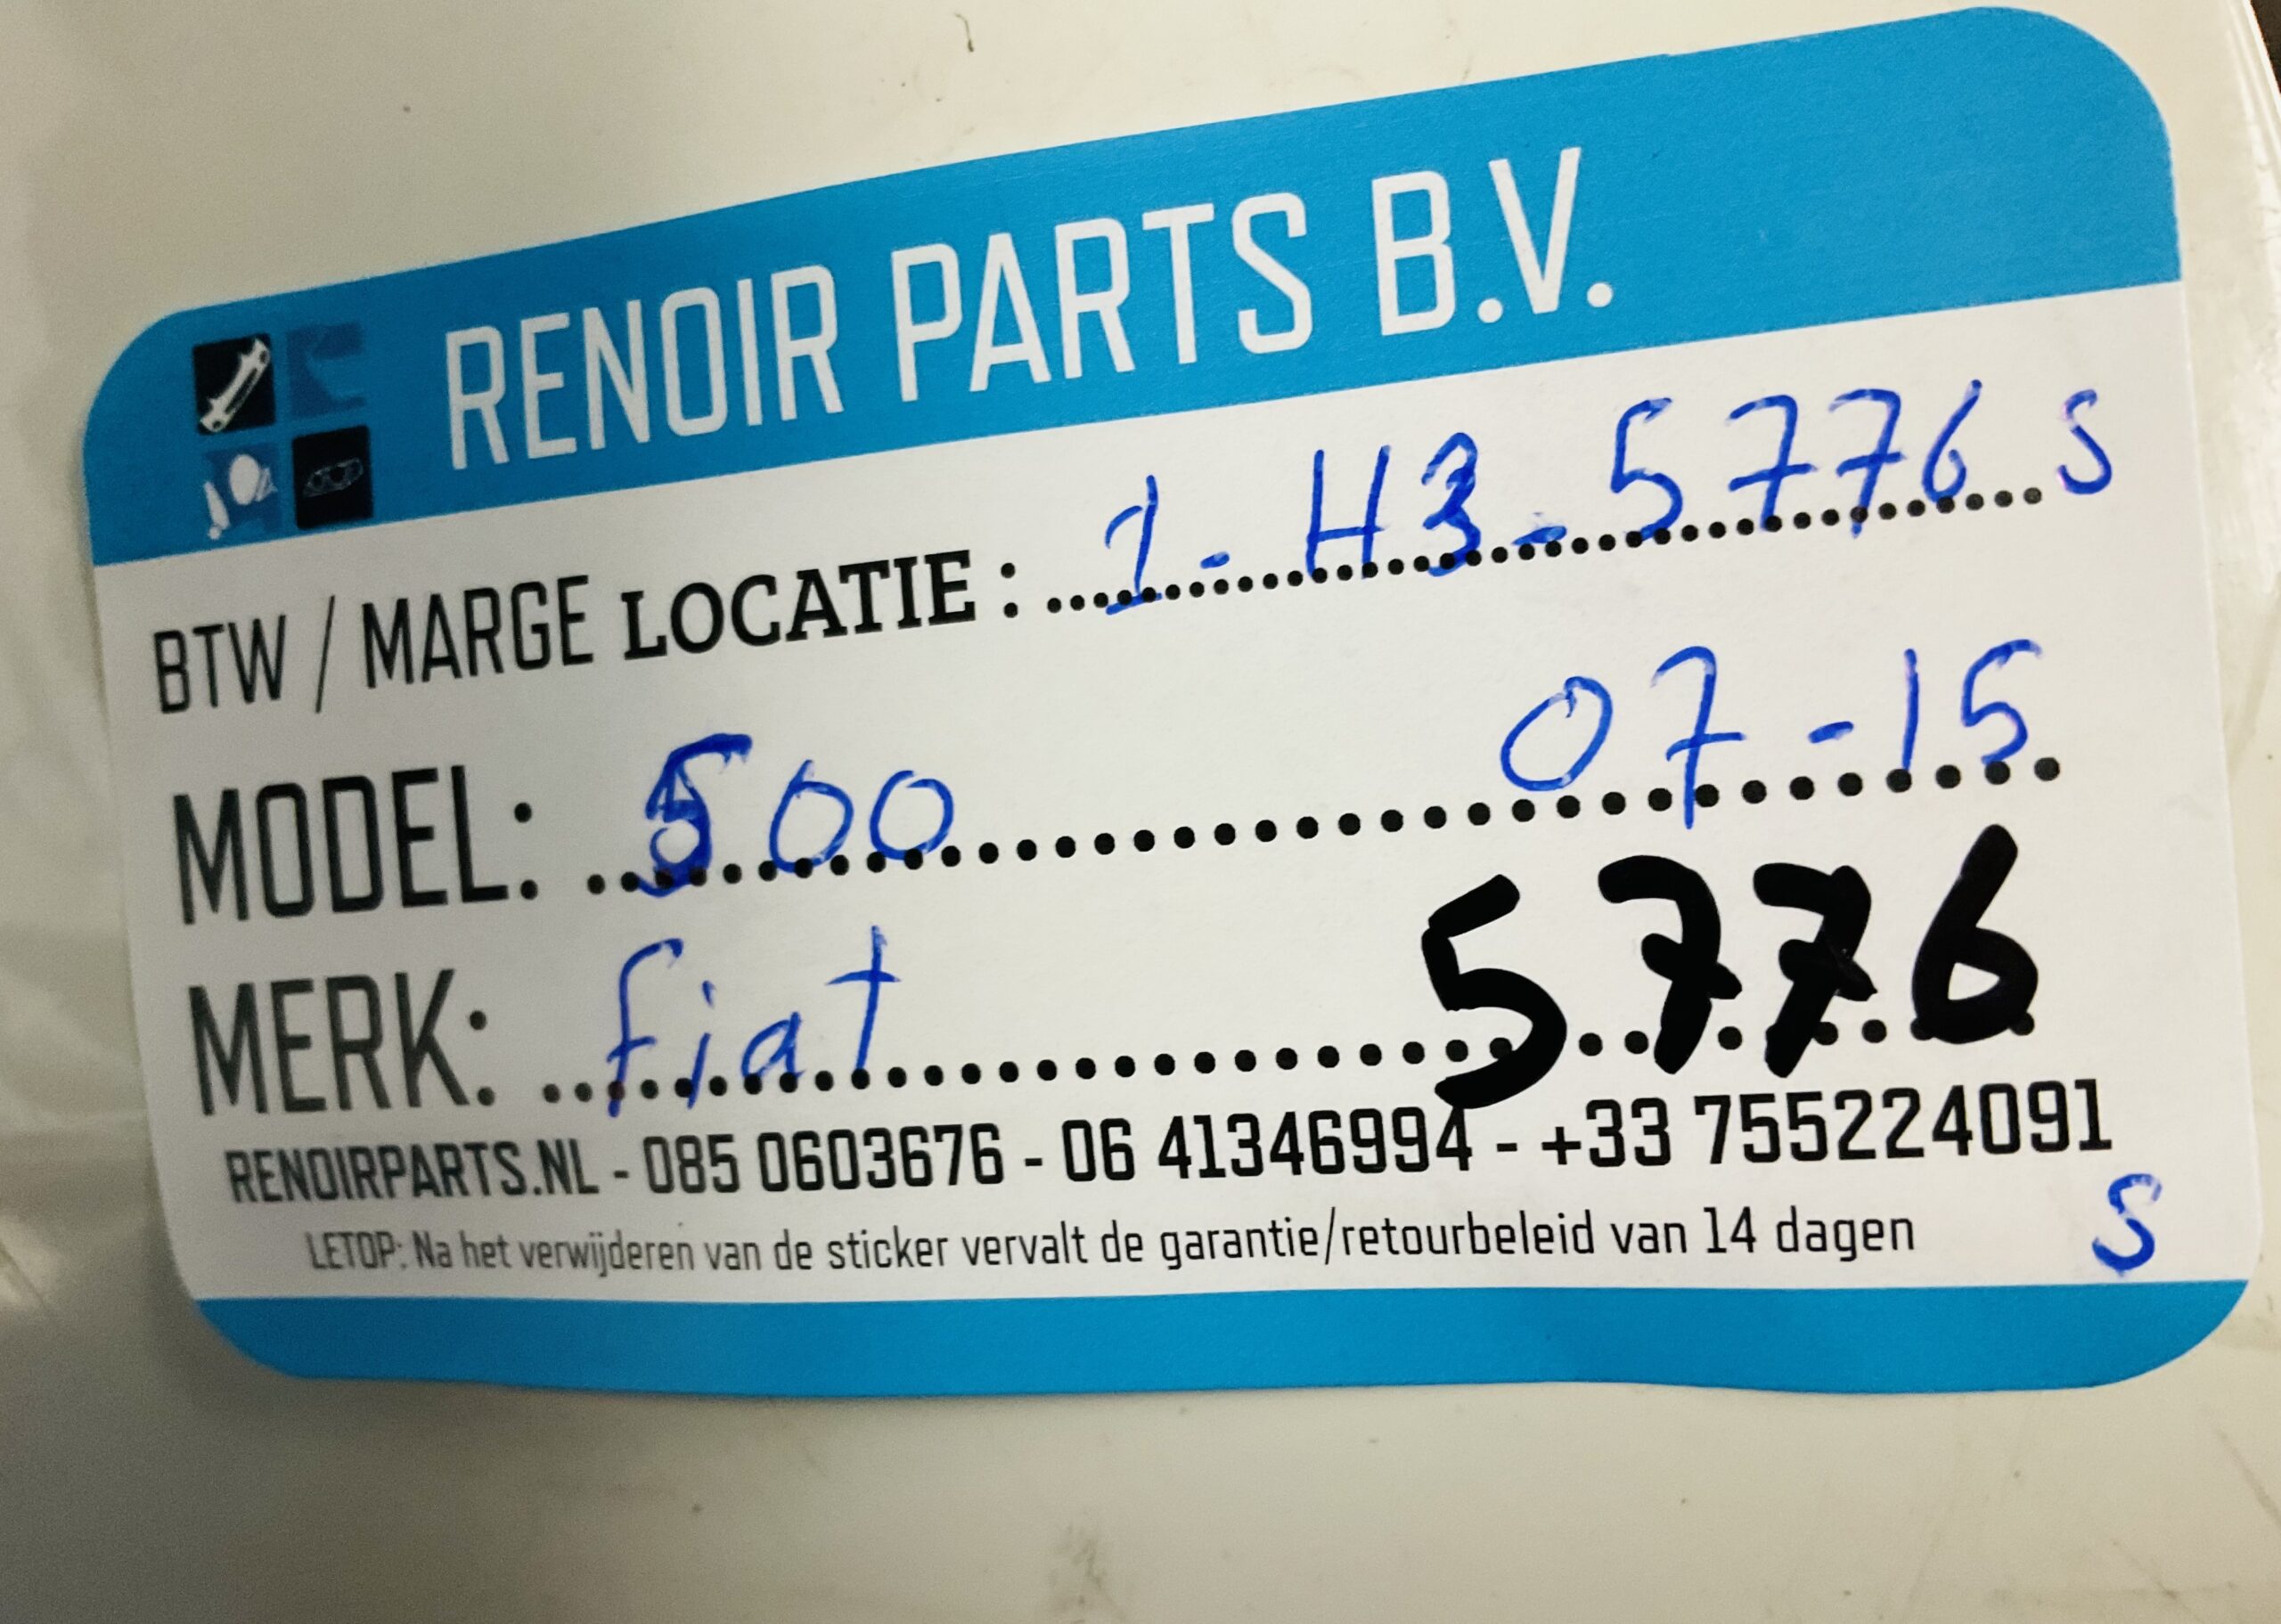 RENOIR PARTS B.V.
BTW / MARGE LOCATIE : 1 - H3 - 5776 S
MODEL: 500 07-15
MERK: fiat 5776
RENOIRPARTS.NL - 085 0603676 - 06 41346994 - +33 755224091
LETOP: Na het verwijderen van de sticker vervalt de garantie/retourbeleid van 14 dagen S